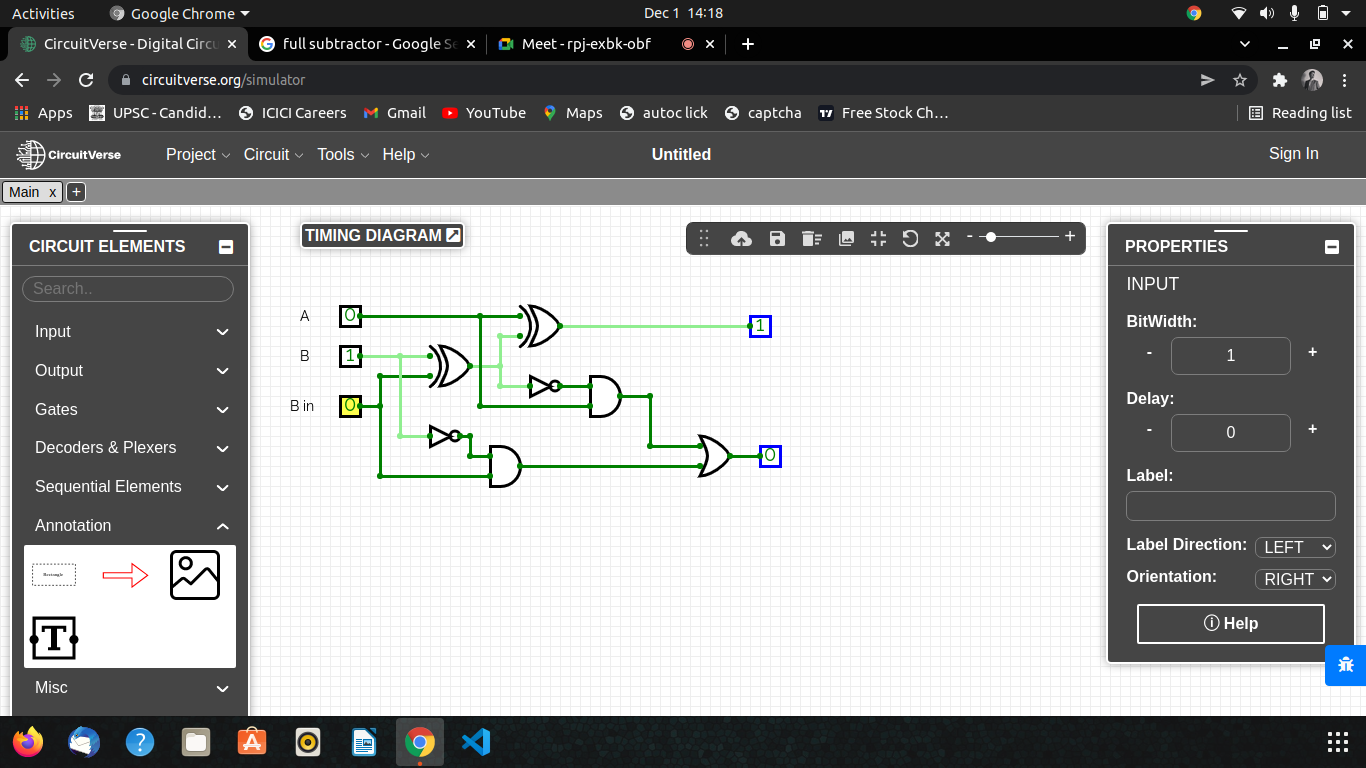 Activities
Google Chrome
Dec 1 14:18
CircuitVerse - Digital Circu
full subtractor - Google Se
Meet - rpj-exbk-obf
circuitverse.org/simulator
Apps
UPSC - Candid…
ICICI Careers
Gmail
YouTube
Maps
autoc lick
captcha
Free Stock Ch…
Reading list
CircuitVerse
Project
Circuit
Tools
Help
Untitled
Sign In
Main x
+
CIRCUIT ELEMENTS
TIMING DIAGRAM
- +
PROPERTIES
Search..
INPUT
Input
BitWidth:
- 1 +
Output
Gates
Delay:
- 0 +
Decoders & Plexers
Sequential Elements
Label:
Annotation
Label Direction: LEFT
Rectangle
Orientation: RIGHT
T
Help
Misc
A 0
1
B 1
B in 0
0